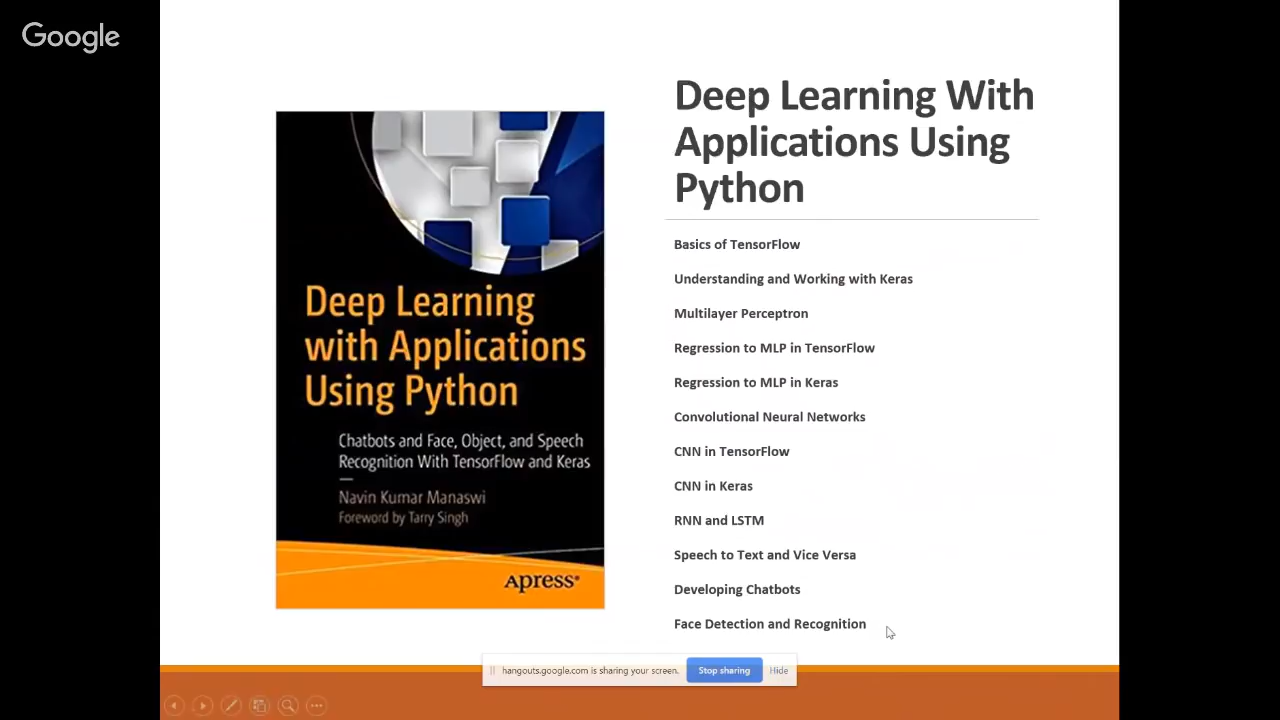 Google
Deep Learning
with Applications
Using Python
Chatbots and Face, Object, and Speech
Recognition With TensorFlow and Keras
Navin Kumar Manaswi
Foreword by Tarry Singh
Apress®
Deep Learning With
Applications Using
Python
Basics of TensorFlow
Understanding and Working with Keras
Multilayer Perceptron
Regression to MLP in TensorFlow
Regression to MLP in Keras
Convolutional Neural Networks
CNN in TensorFlow
CNN in Keras
RNN and LSTM
Speech to Text and Vice Versa
Developing Chatbots
Face Detection and Recognition
hangouts.google.com is sharing your screen.
Stop sharing
Hide